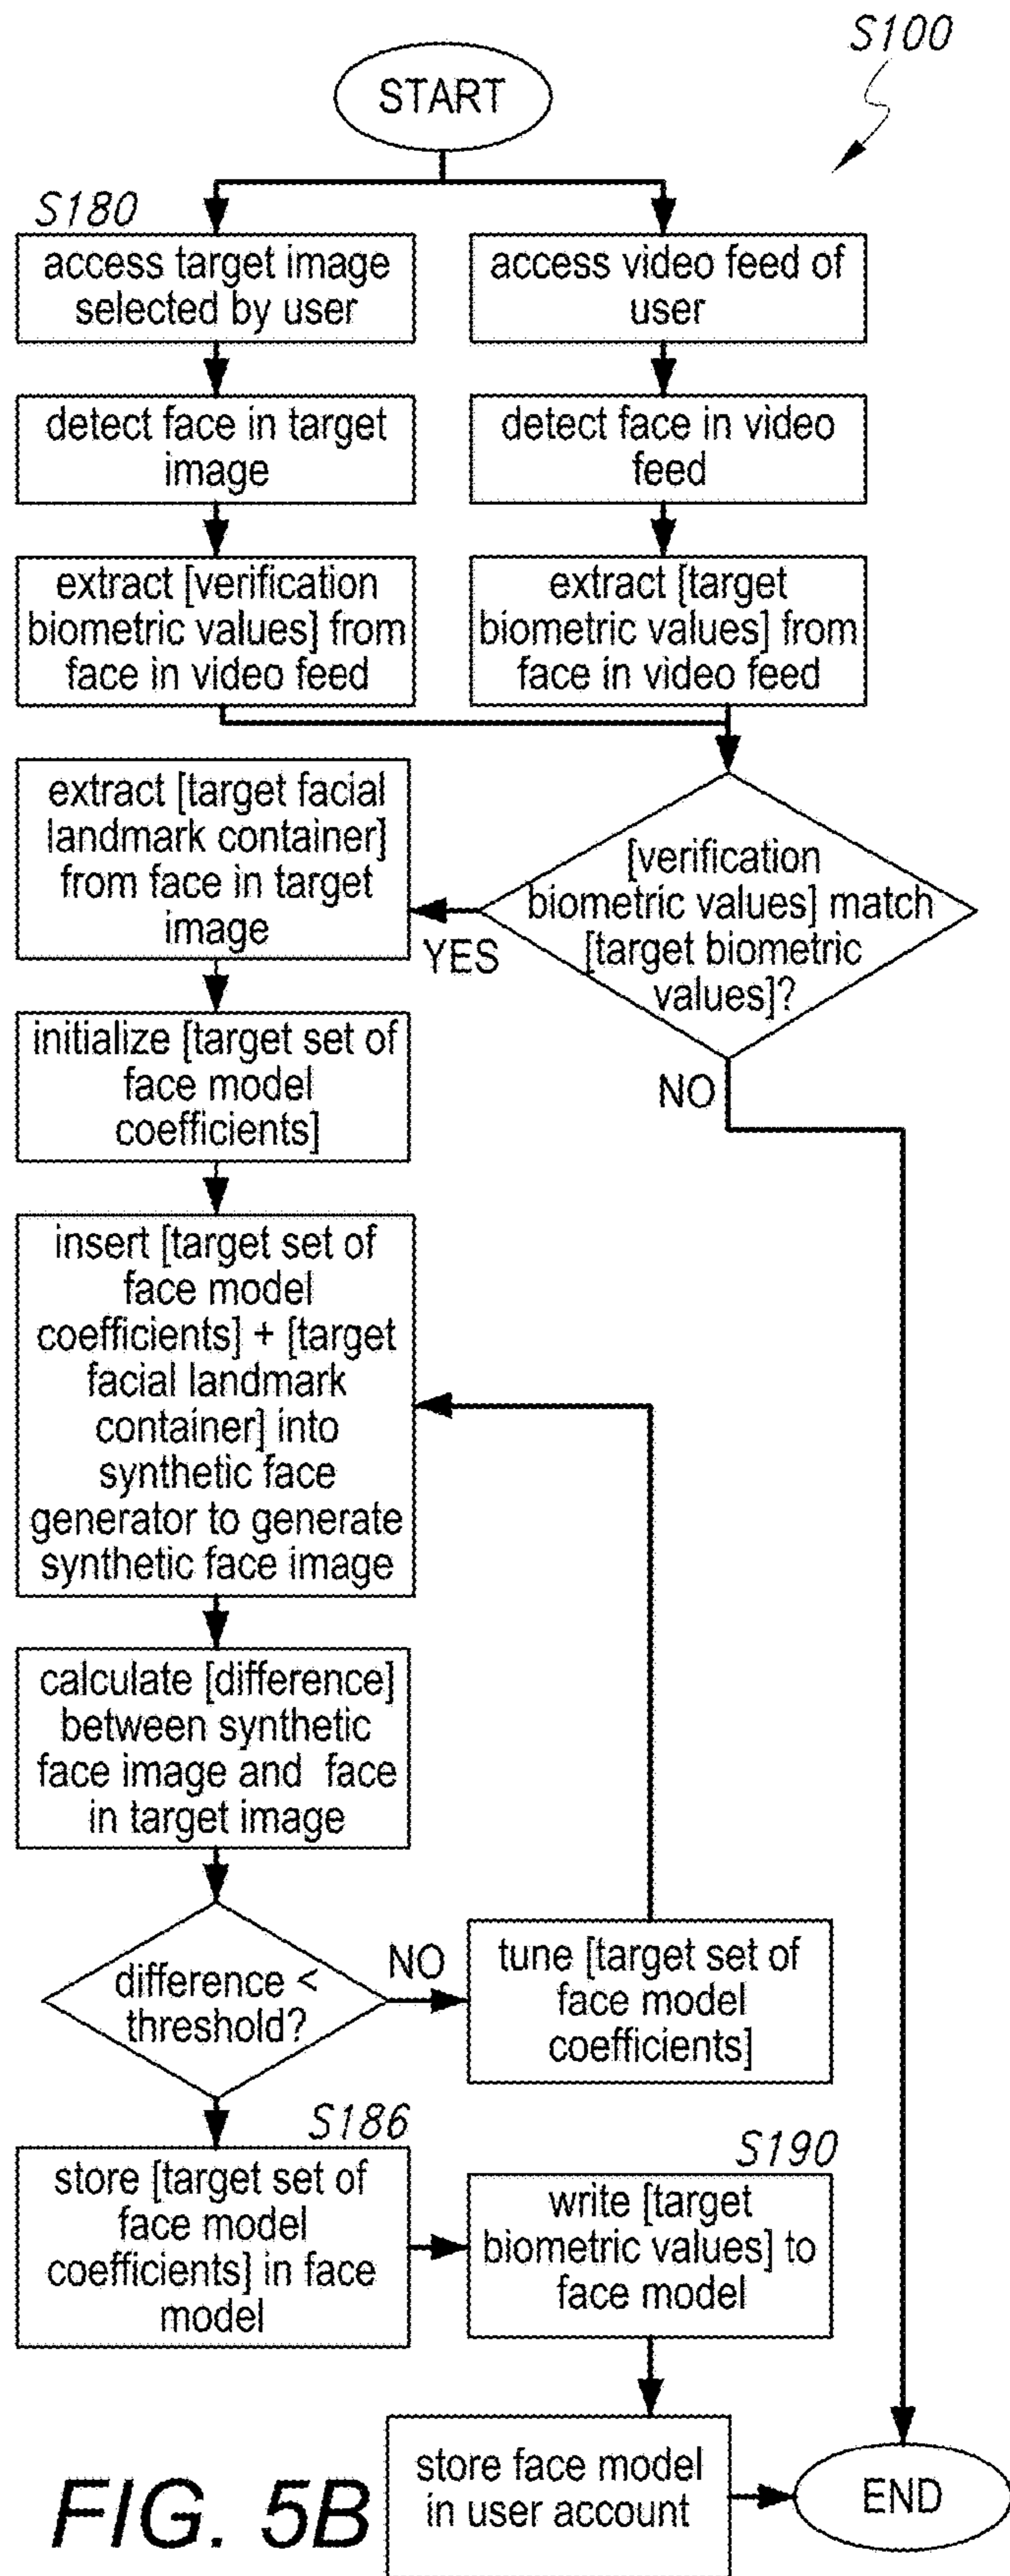 S100
START
S180
access target image
selected by user
access video feed of
user
detect face in target
image
detect face in video
feed
extract [verification
biometric values] from
face in video feed
extract [target
biometric values] from
face in video feed
extract [target facial
landmark container]
from face in target
image
[verification
biometric values] match
[target biometric
values]?
YES
NO
initialize [target set of
face model
coefficients]
insert [target set of
face model
coefficients] + [target
facial landmark
container] into
synthetic face
generator to generate
synthetic face image
calculate [difference]
between synthetic
face image and face
in target image
difference <
threshold?
NO
tune [target set of
face model
coefficients]
S186
store [target set of
face model
coefficients] in face
model
S190
write [target
biometric values] to
face model
store face model
in user account
END
FIG. 5B